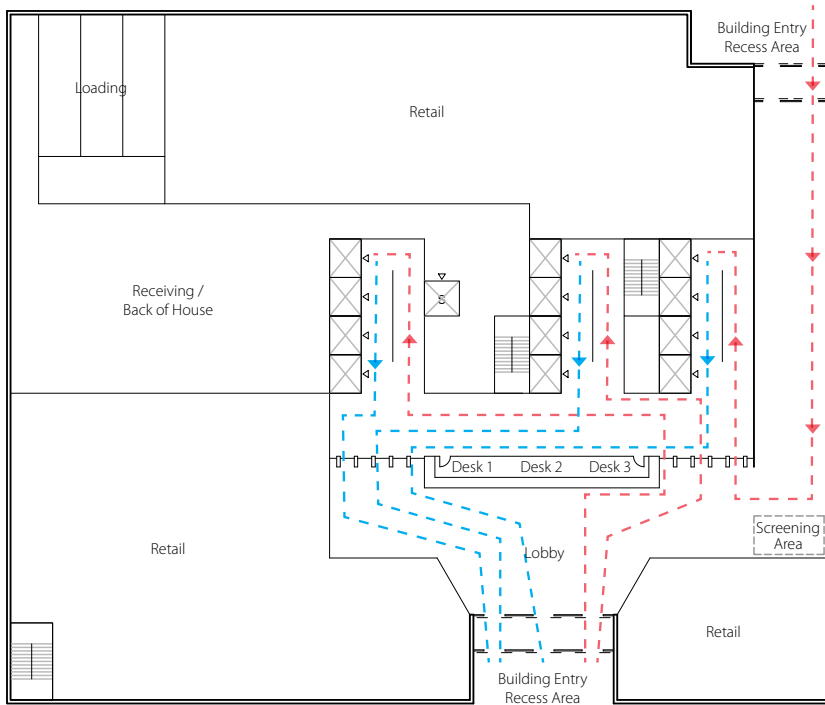 Building Entry
Recess Area
Loading
Retail
Receiving /
Back of House
S
Desk 1 Desk 2 Desk 3
Screening
Area
Retail
Lobby
Retail
Building Entry
Recess Area